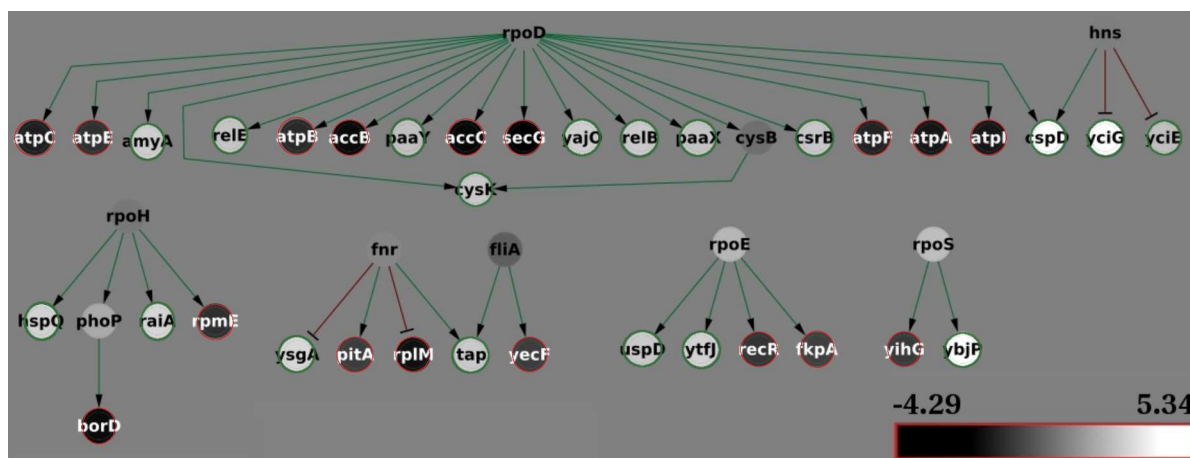 rpoD hns
atpC atpE amyA relE atpB accB paaY accC secG yajC relB paaX cysB csrB atpF atpA atpI cspD yciG yciE
cysK
rpoH
fnr fliA rpoE rpoS
hspQ phoP raiA rpmE
ysgA pitA rplM tap yecF uspD ytfJ recR fkpA yihG ybjP
-4.29 5.34
borD